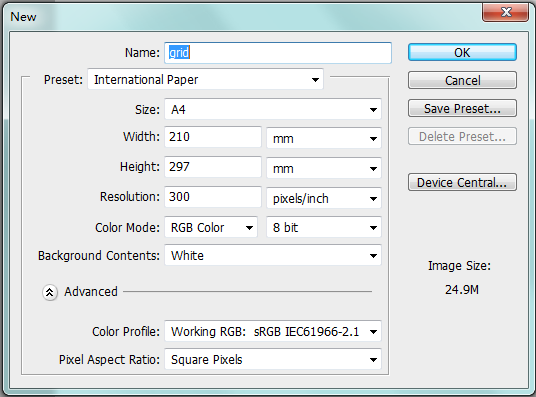 New
Name: grid
OK
Preset: International Paper
Cancel
Size: A4
Save Preset...
Width: 210 mm
Delete Preset...
Height: 297 mm
Device Central...
Resolution: 300 pixels/inch
Color Mode: RGB Color 8 bit
Background Contents: White
Image Size:
24.9M
Advanced
Color Profile: Working RGB: sRGB IEC61966-2.1
Pixel Aspect Ratio: Square Pixels